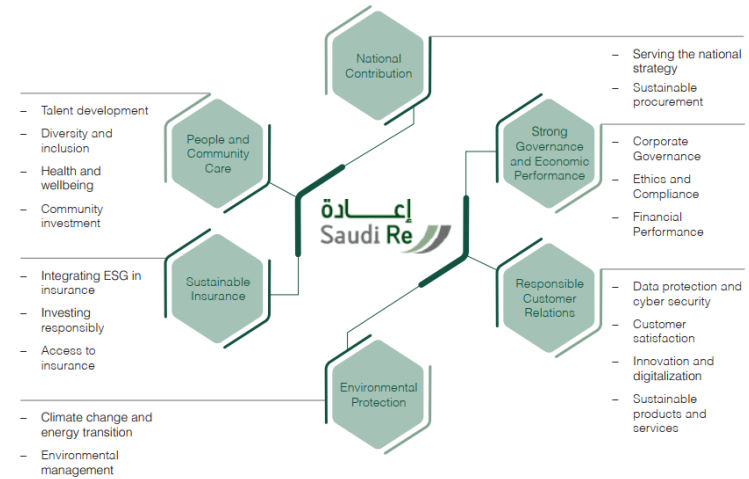 National
Contribution
– Serving the national
strategy
– Sustainable
procurement
People and
Community
Care
– Talent development
– Diversity and
inclusion
– Health and
wellbeing
– Community
investment
Strong
Governance
and Economic
Performance
– Corporate
Governance
– Ethics and
Compliance
– Financial
Performance
إعــادة
Saudi Re
Sustainable
Insurance
– Integrating ESG in
insurance
– Investing
responsibly
– Access to
insurance
Responsible
Customer
Relations
– Data protection and
cyber security
– Customer
satisfaction
– Innovation and
digitalization
– Sustainable
products and
services
Environmental
Protection
– Climate change and
energy transition
– Environmental
management